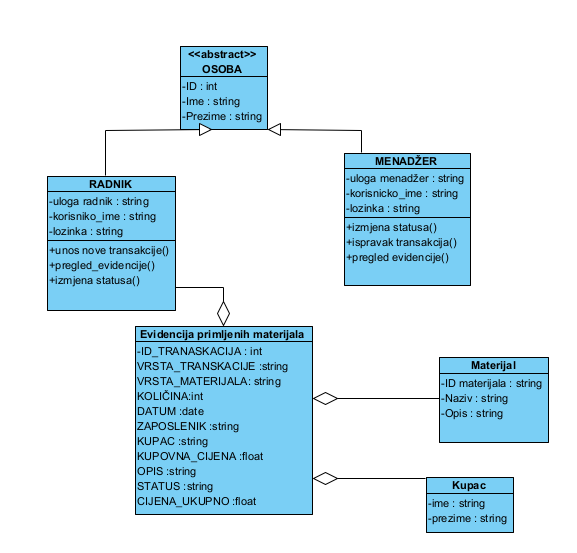 <<abstract>>
OSOBA
-ID : int
-Ime : string
-Prezime : string
RADNIK
-uloga radnik : string
-korisniko_ime : string
-lozinka : string
+unos nove transakcije()
+pregled_evidencije()
+izmjena statusa()
MENADŽER
-uloga menadžer : string
-korisnicko_ime : string
-lozinka : string
+izmjena statusa()
+ispravak transakcija()
+pregled evidencije()
Evidencija primljenih materijala
-ID_TRANASKACIJA : int
VRSTA_TRANSKACIJE :string
VRSTA_MATERIJALA: string
KOLIČINA:int
DATUM :date
ZAPOSLENIK :string
KUPAC :string
KUPOVNA_CIJENA :float
OPIS :string
STATUS :string
CIJENA_UKUPNO :float
Materijal
-ID materijala : string
-Naziv : string
-Opis : string
Kupac
-ime : string
-prezime : string